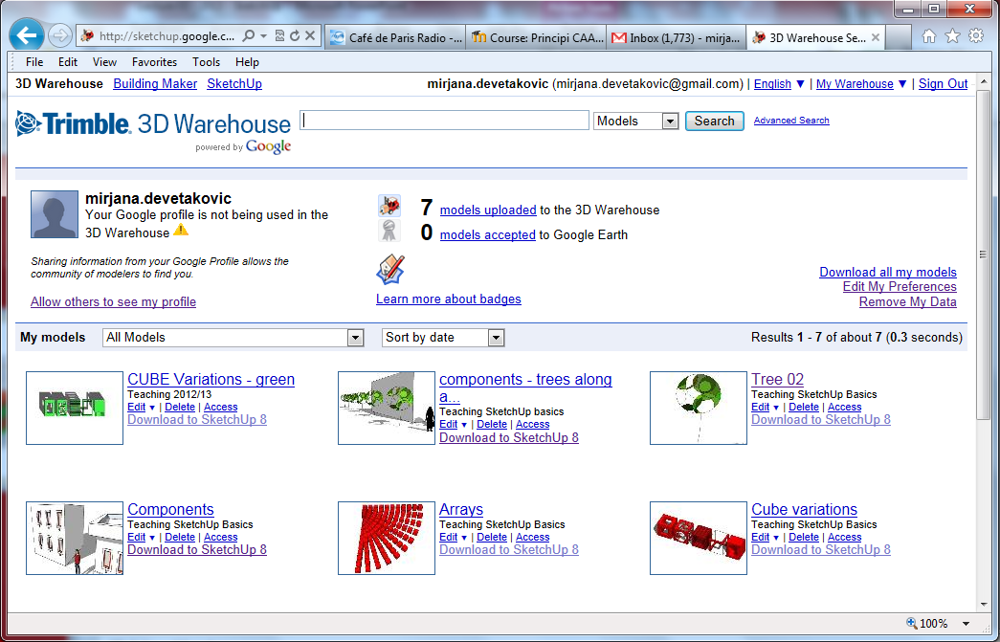 http://sketchup.google.c...
Café de Paris Radio -...
Course: Principi CAA...
Inbox (1,773) - mirja...
3D Warehouse Se...
File Edit View Favorites Tools Help
3D Warehouse Building Maker SketchUp
mirjana.devetakovic (mirjana.devetakovic@gmail.com) | English ▼ | My Warehouse ▼ | Sign Out
Trimble. 3D Warehouse
powered by Google
Models
Search
Advanced Search
mirjana.devetakovic
Your Google profile is not being used in the
3D Warehouse
Sharing information from your Google Profile allows the
community of modelers to find you.
Allow others to see my profile
7 models uploaded to the 3D Warehouse
0 models accepted to Google Earth
Learn more about badges
Download all my models
Edit My Preferences
Remove My Data
My models
All Models
Sort by date
Results 1 - 7 of about 7 (0.3 seconds)
CUBE Variations - green
Teaching 2012/13
Edit ▼ | Delete | Access
Download to SketchUp 8
components - trees along
a...
Teaching SketchUp basics
Edit ▼ | Delete | Access
Download to SketchUp 8
Tree 02
Teaching SketchUp Basics
Edit ▼ | Delete | Access
Download to SketchUp 8
Components
Teaching SketchUp Basics
Edit ▼ | Delete | Access
Download to SketchUp 8
Arrays
Teaching SketchUp Basics
Edit ▼ | Delete | Access
Download to SketchUp 8
Cube variations
Teaching SketchUp Basics
Edit ▼ | Delete | Access
Download to SketchUp 8
100%